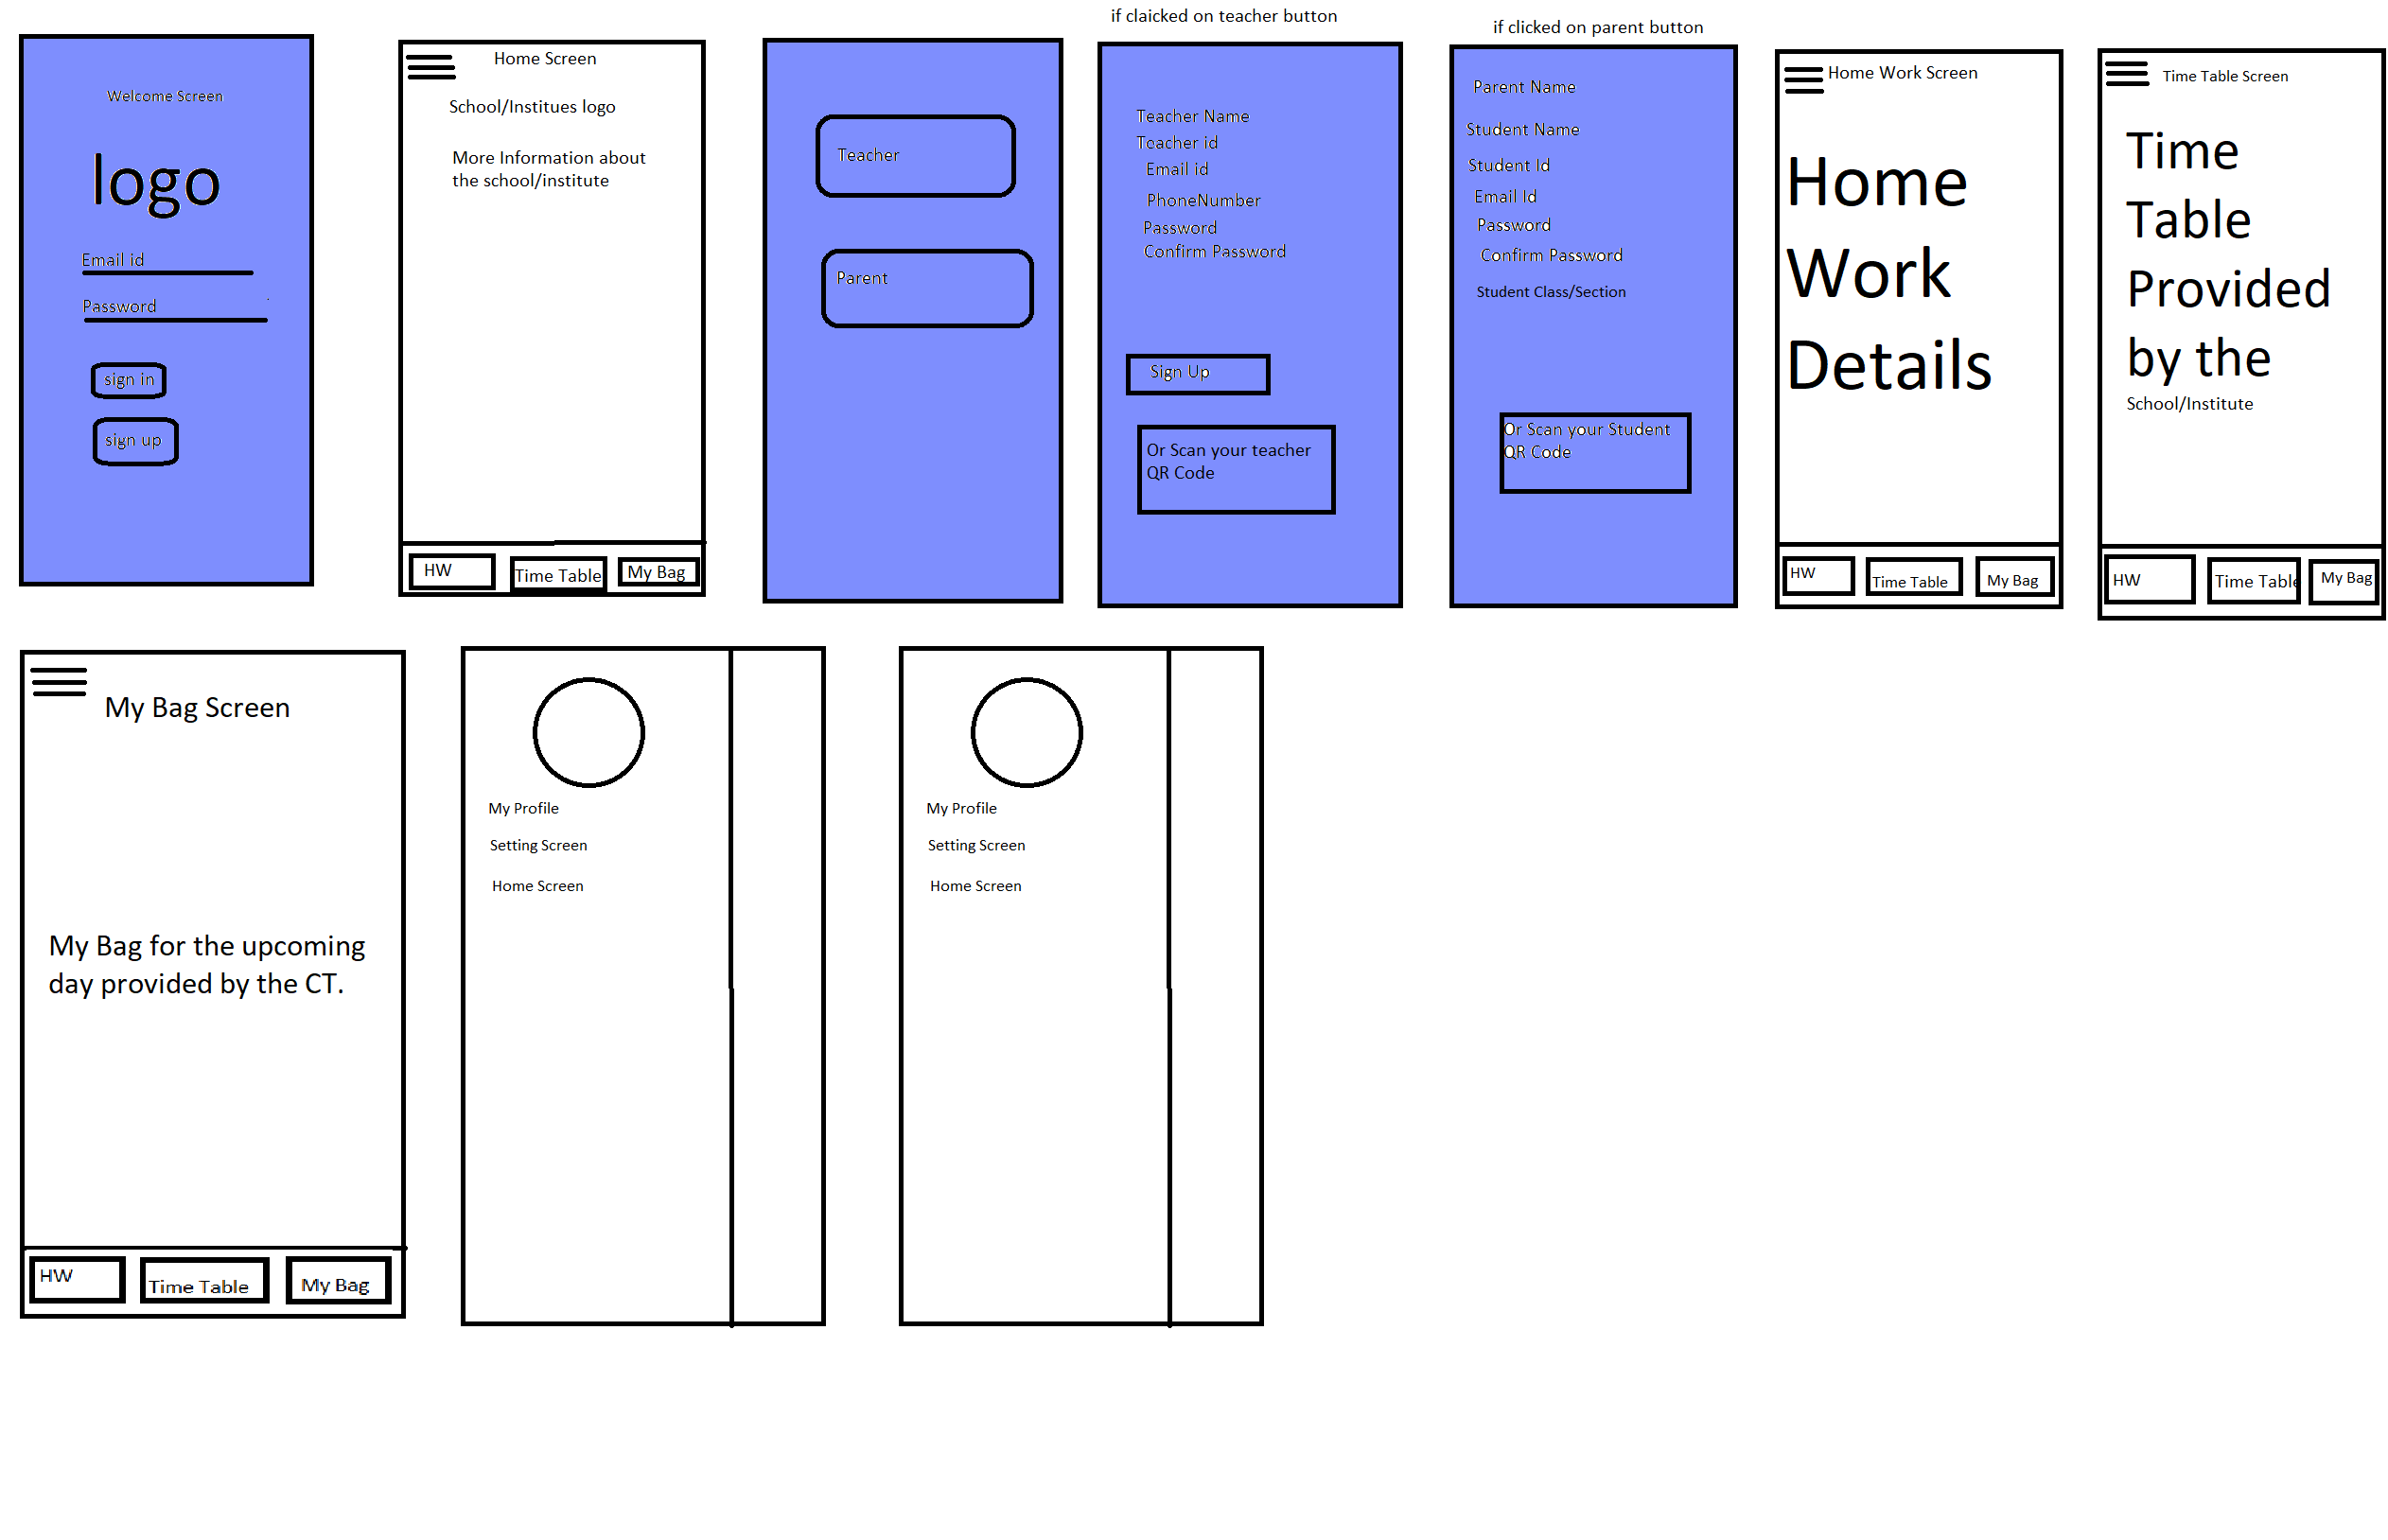 if claicked on teacher button
if clicked on parent button
Welcome Screen
logo
Email id
Password
sign in
sign up
Home Screen
School/Institues logo
More Information about
the school/institute
HW
Time Table
My Bag
Teacher
Parent
Teacher Name
Teacher id
Email id
PhoneNumber
Password
Confirm Password
Sign Up
Or Scan your teacher
QR Code
Parent Name
Student Name
Student Id
Email Id
Password
Confirm Password
Student Class/Section
Or Scan your Student
QR Code
Home Work Screen
Home
Work
Details
HW
Time Table
My Bag
Time Table Screen
Time
Table
Provided
by the
School/Institute
HW
Time Table
My Bag
My Bag Screen
My Bag for the upcoming
day provided by the CT.
HW
Time Table
My Bag
My Profile
Setting Screen
Home Screen
My Profile
Setting Screen
Home Screen